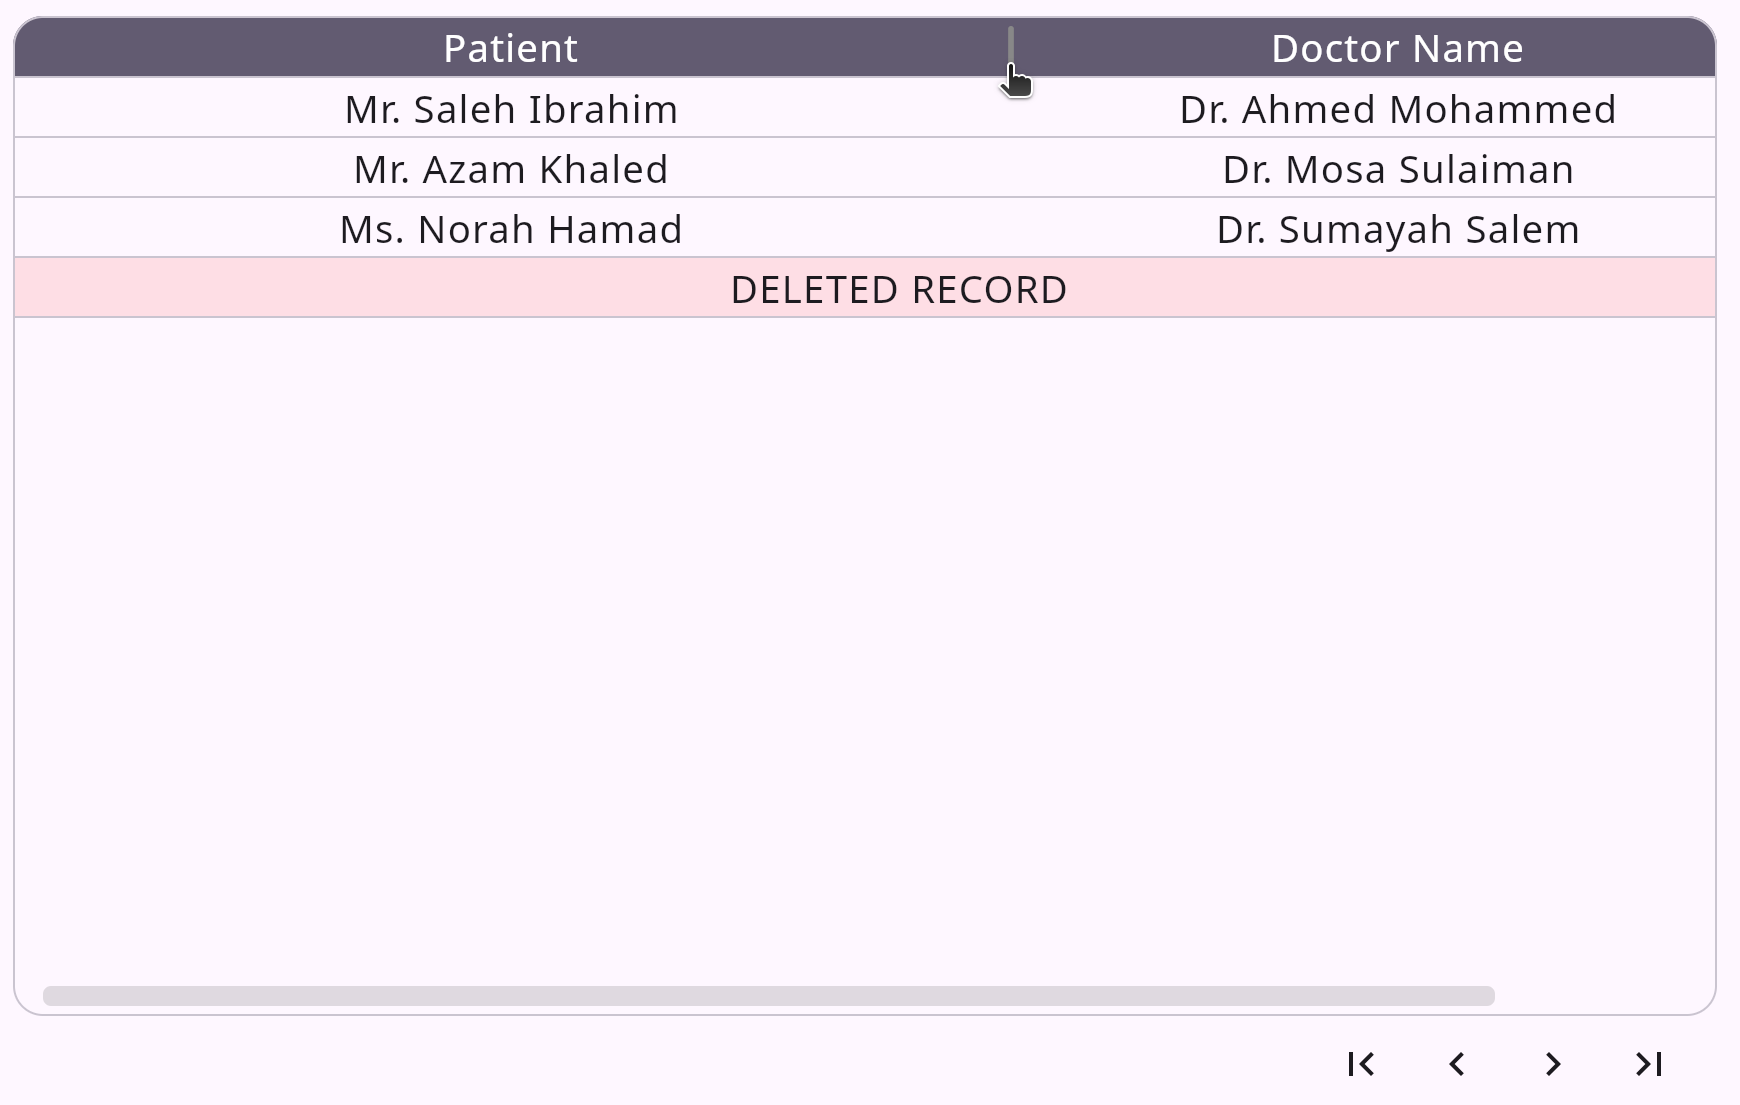 Patient Doctor Name
Mr. Saleh Ibrahim Dr. Ahmed Mohammed
Mr. Azam Khaled Dr. Mosa Sulaiman
Ms. Norah Hamad Dr. Sumayah Salem
DELETED RECORD